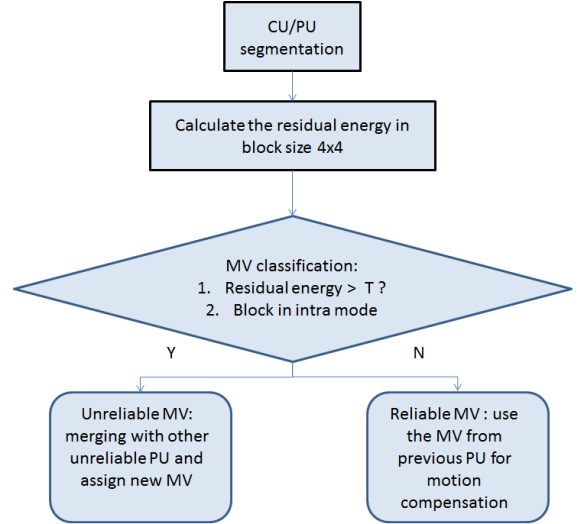 CU/PU
segmentation
Calculate the residual energy in
block size 4x4
MV classification:
1. Residual energy > T ?
2. Block in intra mode
Y
N
Unreliable MV:
merging with other
unreliable PU and
assign new MV
Reliable MV : use
the MV from
previous PU for
motion
compensation